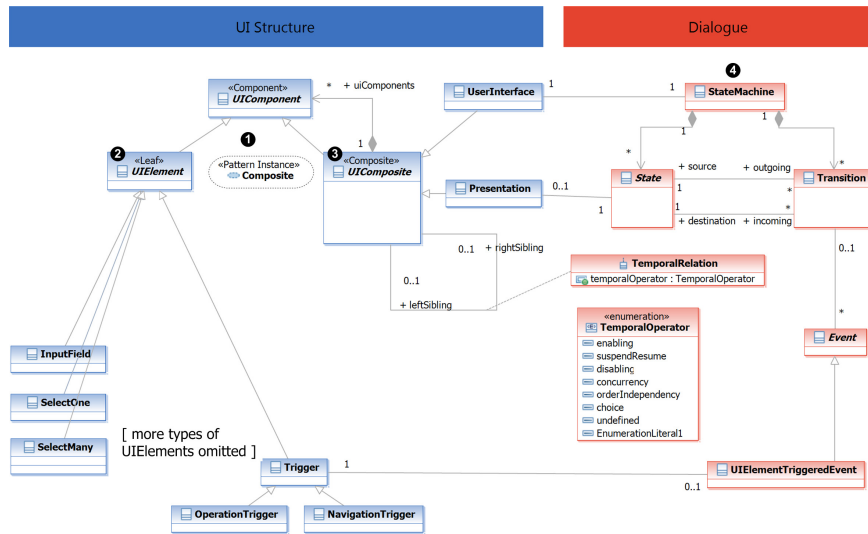 UI Structure
Dialogue
«Component»
UIComponent
* + uiComponents
1
UserInterface
1
1
4
StateMachine
1
1
*
*
1
2
«Leaf»
UIElement
«Pattern Instance»
Composite
3
«Composite»
UIComposite
Presentation
0..1
1
State
+ source
+ outgoing
1
*
1
*
+ destination
+ incoming
Transition
0..1
+ rightSibling
0..1
+ leftSibling
TemporalRelation
temporalOperator : TemporalOperator
0..1
*
«enumeration»
TemporalOperator
enabling
suspendResume
disabling
concurrency
orderIndependency
choice
undefined
EnumerationLiteral1
Event
InputField
SelectOne
SelectMany
[ more types of
UIElements omitted ]
Trigger
1
0..1
UIElementTriggeredEvent
OperationTrigger
NavigationTrigger